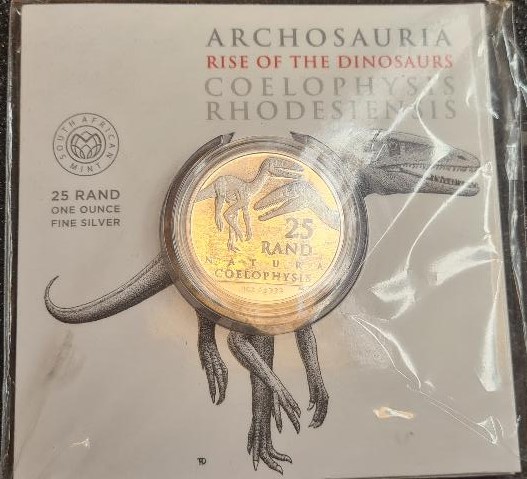 ARCHOSAURIA
RISE OF THE DINOSAURS
COELOPHYSIS
RHODESIENSIS
SOUTH AFRICAN MINT
25 RAND
ONE OUNCE
FINE SILVER
25
RAND
NATURA
COELOPHYSIS